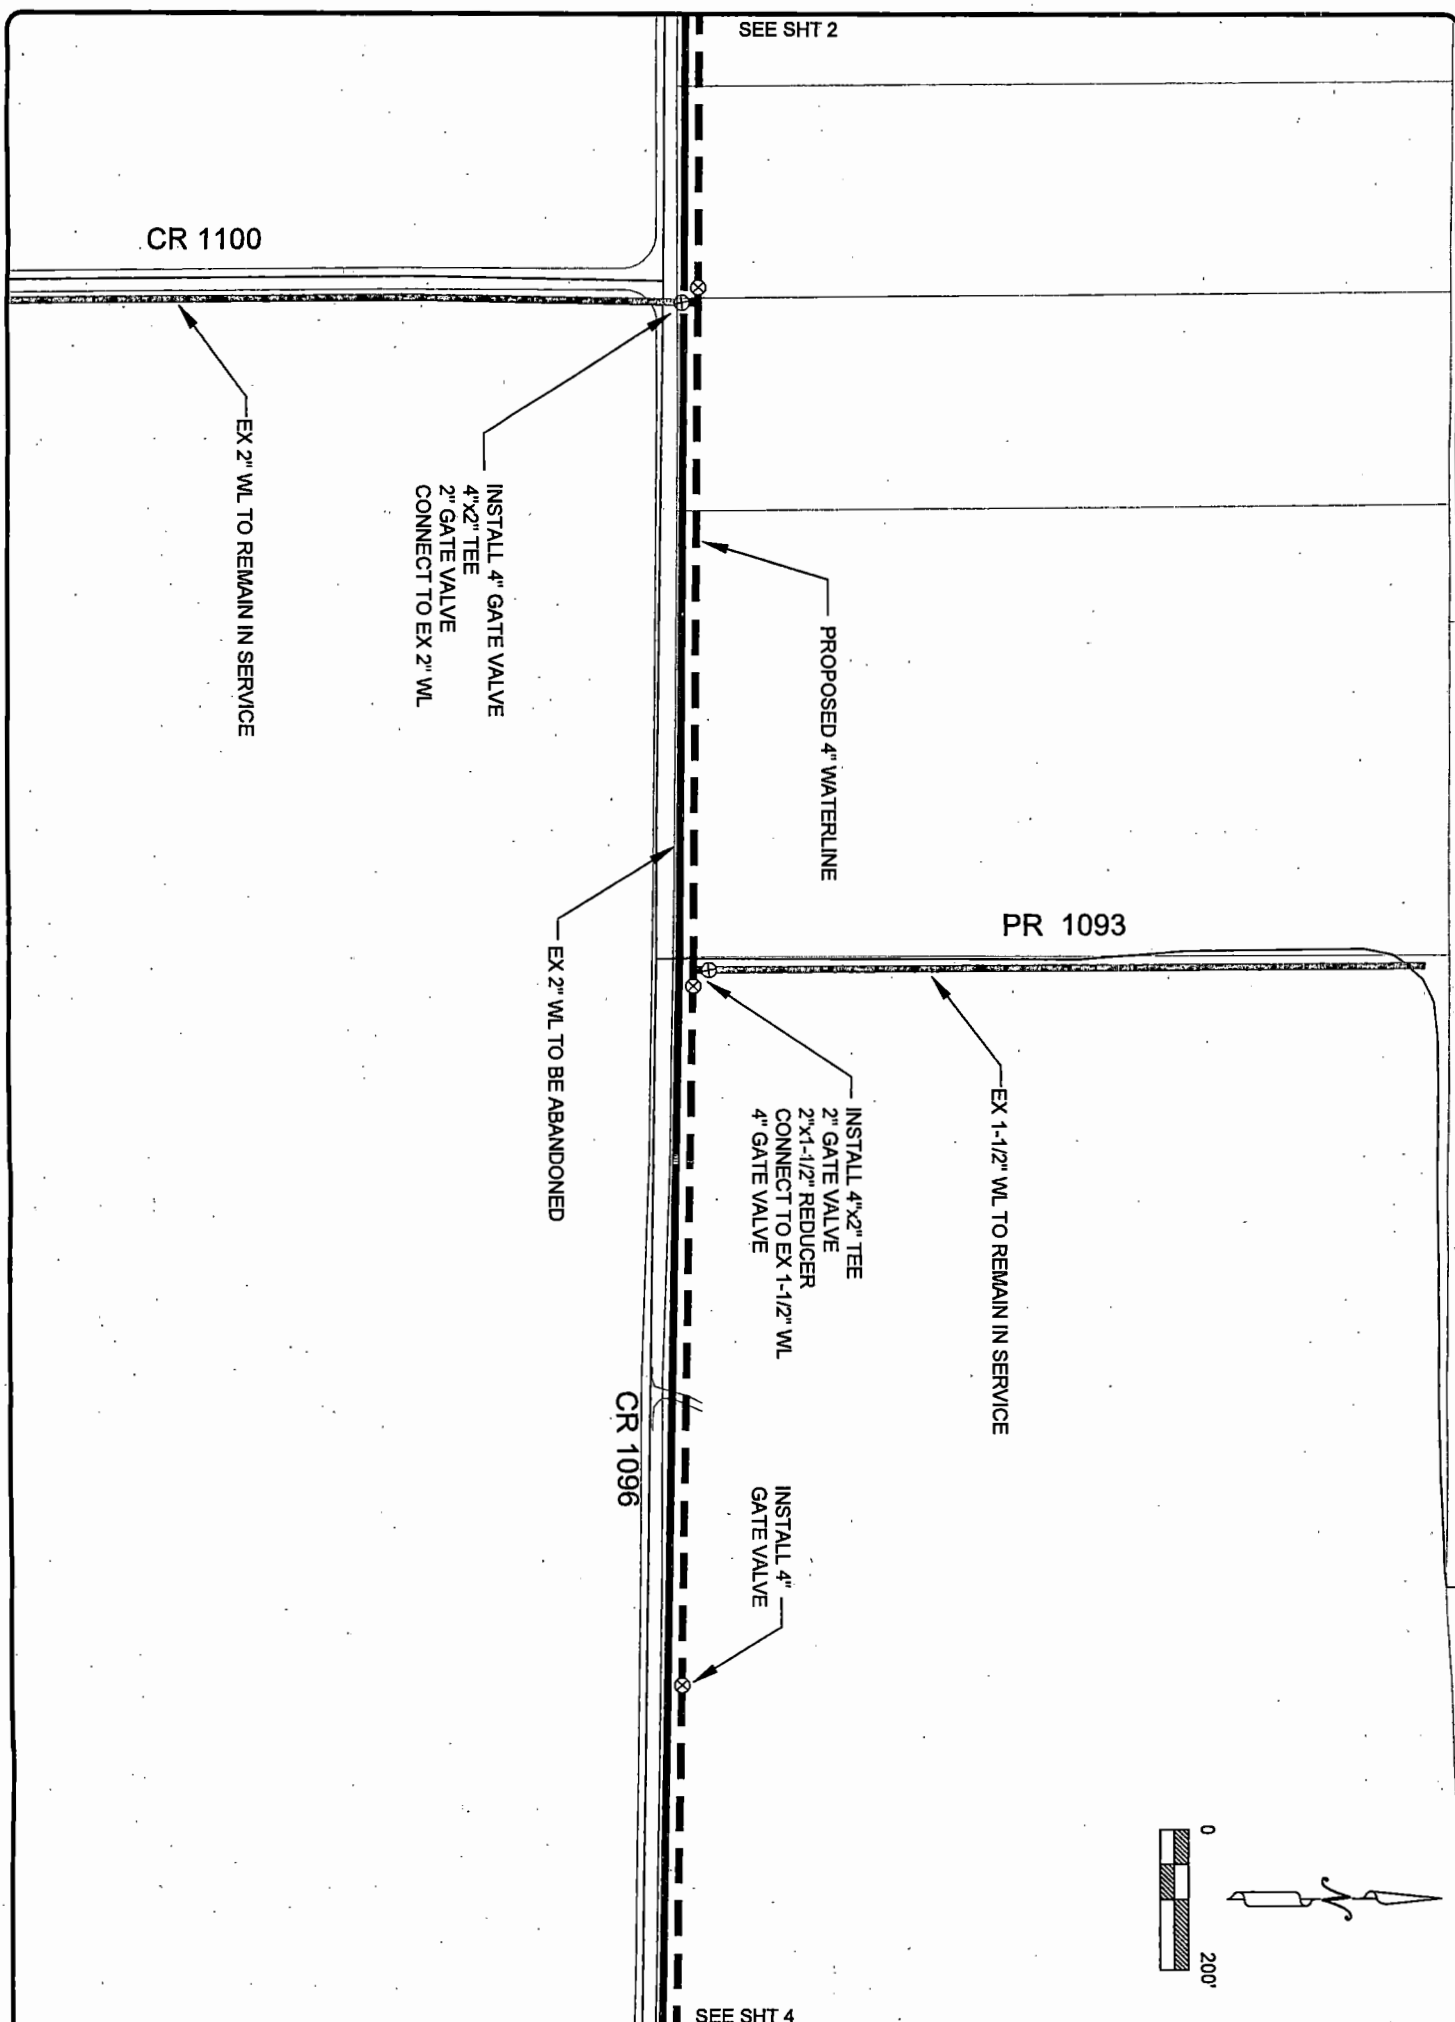 SEE SHT 2
CR 1100
EX 2" WL TO REMAIN IN SERVICE
INSTALL 4" GATE VALVE
4"x2" TEE
2" GATE VALVE
CONNECT TO EX 2" WL
PROPOSED 4" WATERLINE
EX 2" WL TO BE ABANDONED
PR 1093
EX 1-1/2" WL TO REMAIN IN SERVICE
INSTALL 4"x2" TEE
2" GATE VALVE
2"x1-1/2" REDUCER
CONNECT TO EX 1-1/2" WL
4" GATE VALVE
CR 1096
INSTALL 4"
GATE VALVE
0
200'
N
SEE SHT 4